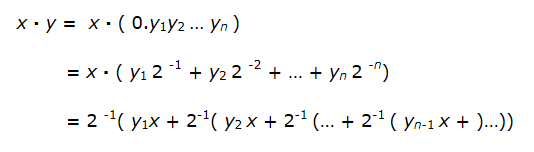 x · y = x · ( 0.y₁y₂ ... yₙ )
= x · ( y₁ 2 ⁻¹ + y₂ 2 ⁻² + ... + yₙ 2 ⁻ⁿ)
= 2 ⁻¹( y₁x + 2⁻¹( y₂ x + 2⁻¹ (... + 2⁻¹ ( yₙ₋₁ x + )...))